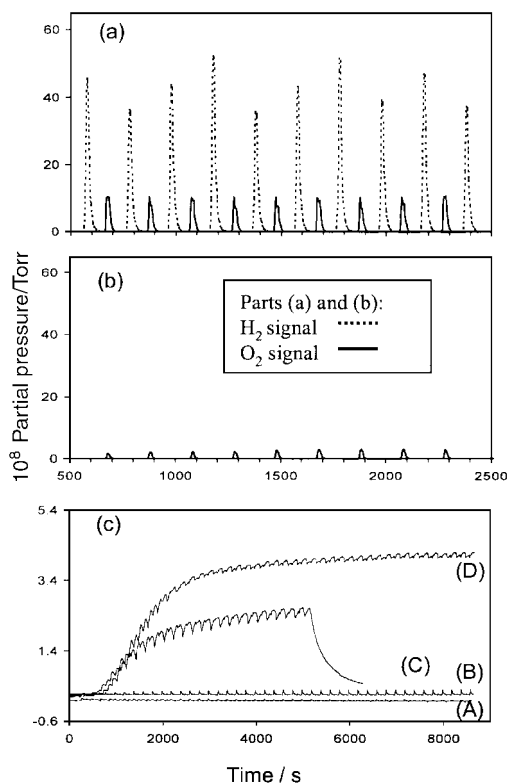 (a)
60
40
20
0
(b)
60
40
20
0
Parts (a) and (b):
H₂ signal
O₂ signal
500 1000 1500 2000 2500
10⁸ Partial pressure/Torr
(c)
5.4
3.4
1.4
-0.6
(D)
(C)
(B)
(A)
0 2000 4000 6000 8000
Time / s